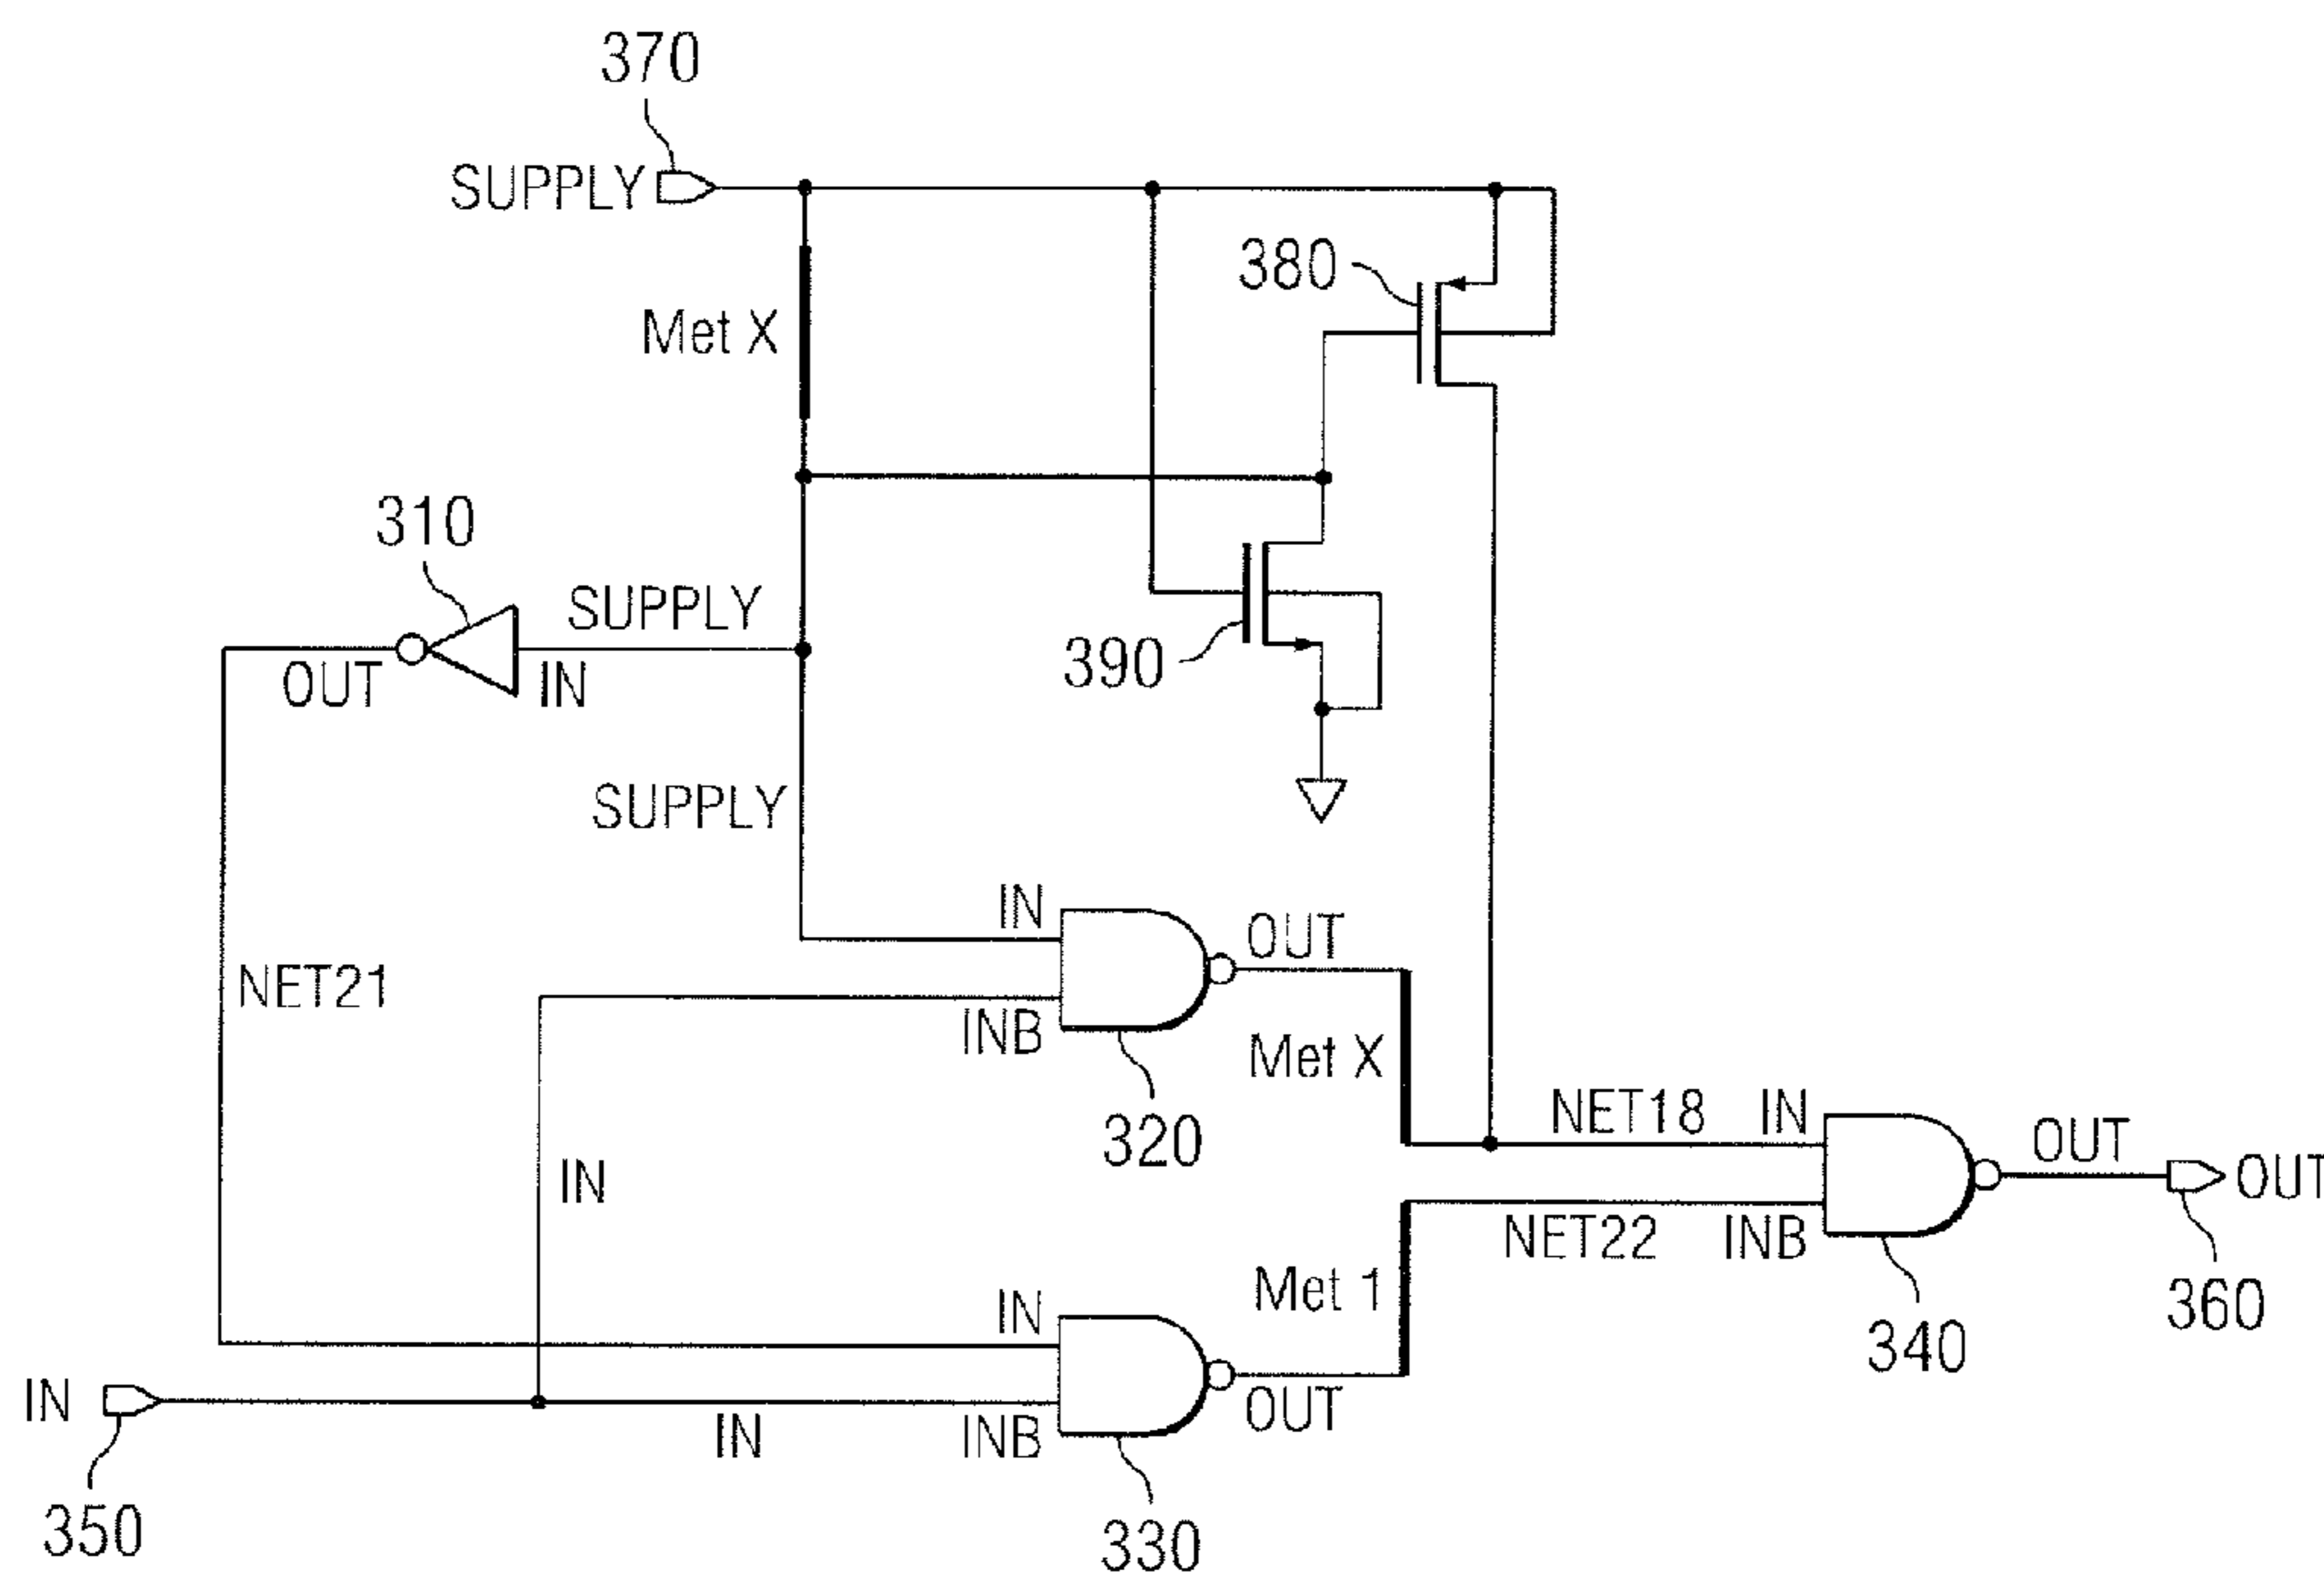 370
SUPPLY
380
Met X
310
SUPPLY
390
OUT
IN
SUPPLY
IN
OUT
NET21
INB
Met X
320
NET18
IN
OUT
IN
OUT
NET22
INB
Met 1
IN
360
340
IN
IN
INB
OUT
350
330